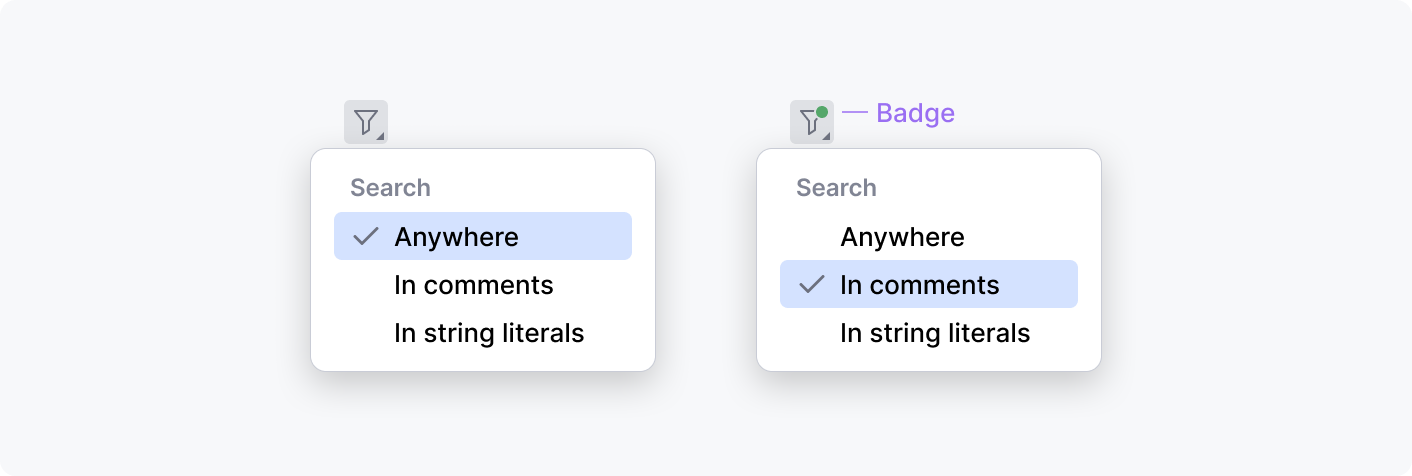 Badge
Search
Anywhere
In comments
In string literals
Search
Anywhere
In comments
In string literals